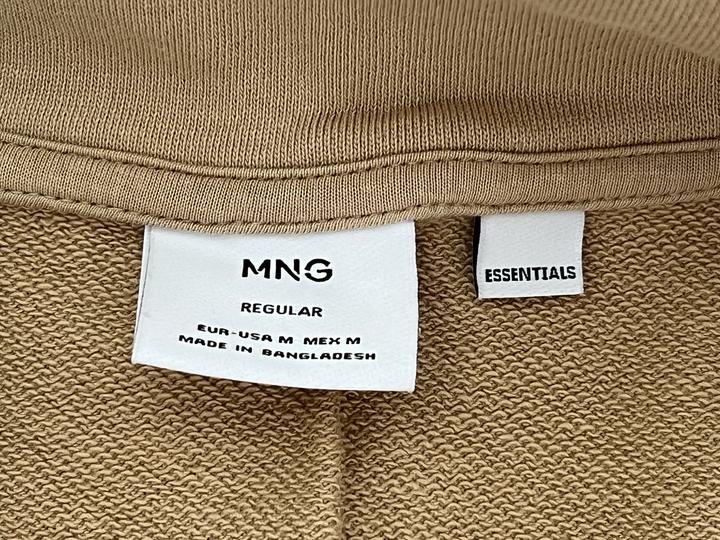 MNG
REGULAR
EUR-USA M MEX M
MADE IN BANGLADESH
ESSENTIALS